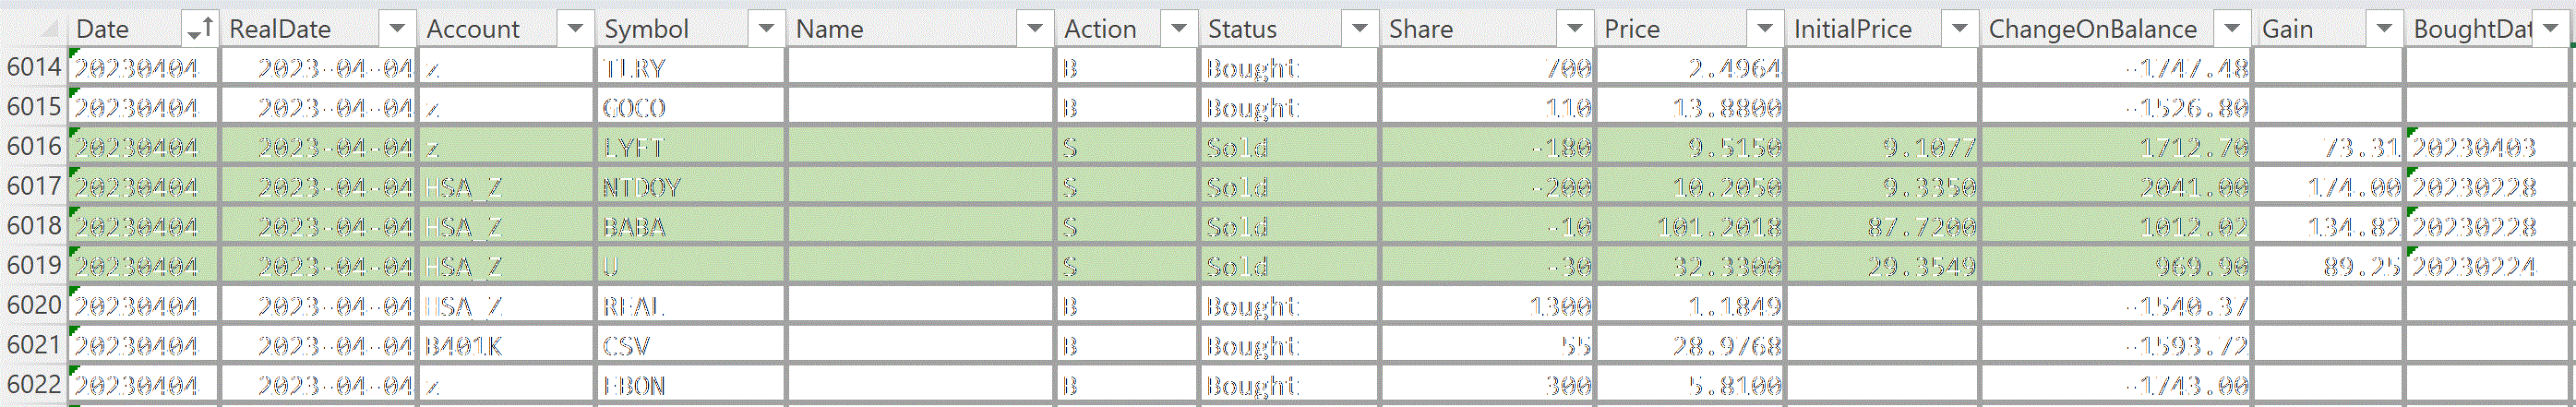 Date RealDate Account Symbol Name Action Status Share Price InitialPrice ChangeOnBalance Gain BoughtDat
6014 20230404 2023-04-04 z TLRY B Bought 700 2.4964 -1747.48
6015 20230404 2023-04-04 z GOCO B Bought 110 13.8800 -1526.80
6016 20230404 2023-04-04 z LYFT S Sold -180 9.5150 9.1077 1712.70 73.31 20230403
6017 20230404 2023-04-04 HSA_Z NTDOY S Sold -200 10.2050 9.3350 2041.00 174.00 20230228
6018 20230404 2023-04-04 HSA_Z BABA S Sold -10 101.2018 87.7200 1012.02 134.82 20230228
6019 20230404 2023-04-04 HSA_Z U S Sold -30 32.3300 29.3549 969.90 89.25 20230224
6020 20230404 2023-04-04 HSA_Z REAL B Bought 1300 1.1849 -1540.37
6021 20230404 2023-04-04 B401K CSV B Bought 55 28.9768 -1593.72
6022 20230404 2023-04-04 z EBON B Bought 300 5.8100 -1743.00